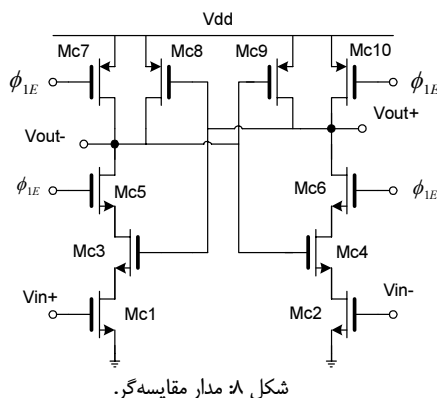 Vdd
Mc7 Mc8 Mc9 Mc10
ϕ1E ϕ1E
Vout+
Vout-
ϕ1E Mc5 Mc6 ϕ1E
Mc3 Mc4
Vin+ Mc1 Mc2 Vin-
شکل ۸: مدار مقایسه‌گر.